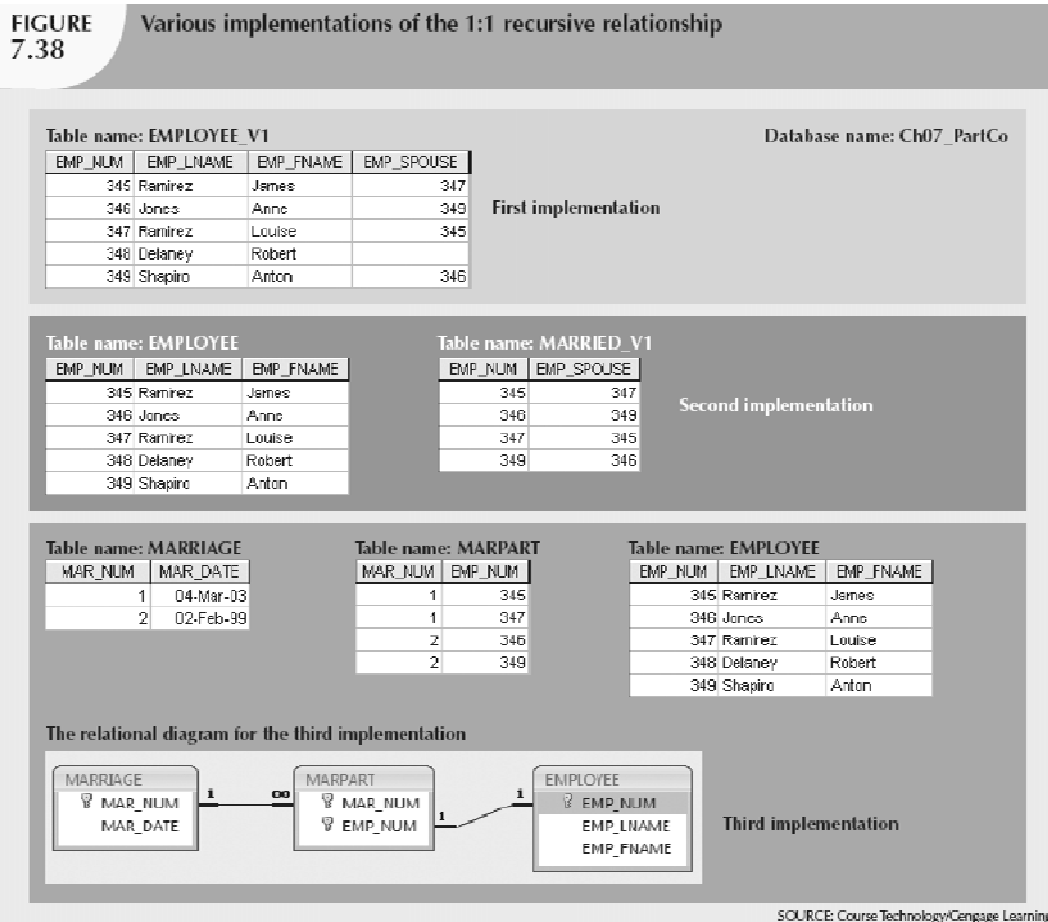 FIGURE
7.38
Various implementations of the 1:1 recursive relationship
Table name: EMPLOYEE_V1
Database name: Ch07_PartCo
EMP_NUM EMP_LNAME EMP_FNAME EMP_SPOUSE
345 Ramirez James 347
346 Jones Anne 349
347 Ramirez Louise 345
348 Delaney Robert
349 Shapiro Anton 346
First implementation
Table name: EMPLOYEE
EMP_NUM EMP_LNAME EMP_FNAME
345 Ramirez James
346 Jones Anne
347 Ramirez Louise
348 Delaney Robert
349 Shapiro Anton
Table name: MARRIED_V1
EMP_NUM EMP_SPOUSE
345 347
346 349
347 345
349 346
Second implementation
Table name: MARRIAGE
MAR_NUM MAR_DATE
1 04-Mar-03
2 02-Feb-99
Table name: MARPART
MAR_NUM EMP_NUM
1 345
1 347
2 346
2 349
Table name: EMPLOYEE
EMP_NUM EMP_LNAME EMP_FNAME
345 Ramirez James
346 Jones Anne
347 Ramirez Louise
348 Delaney Robert
349 Shapiro Anton
The relational diagram for the third implementation
MARRIAGE
MAR_NUM
MAR_DATE
1 ∞
MARPART
MAR_NUM
EMP_NUM
1 1
EMPLOYEE
EMP_NUM
EMP_LNAME
EMP_FNAME
Third implementation
SOURCE: Course Technology/Cengage Learning